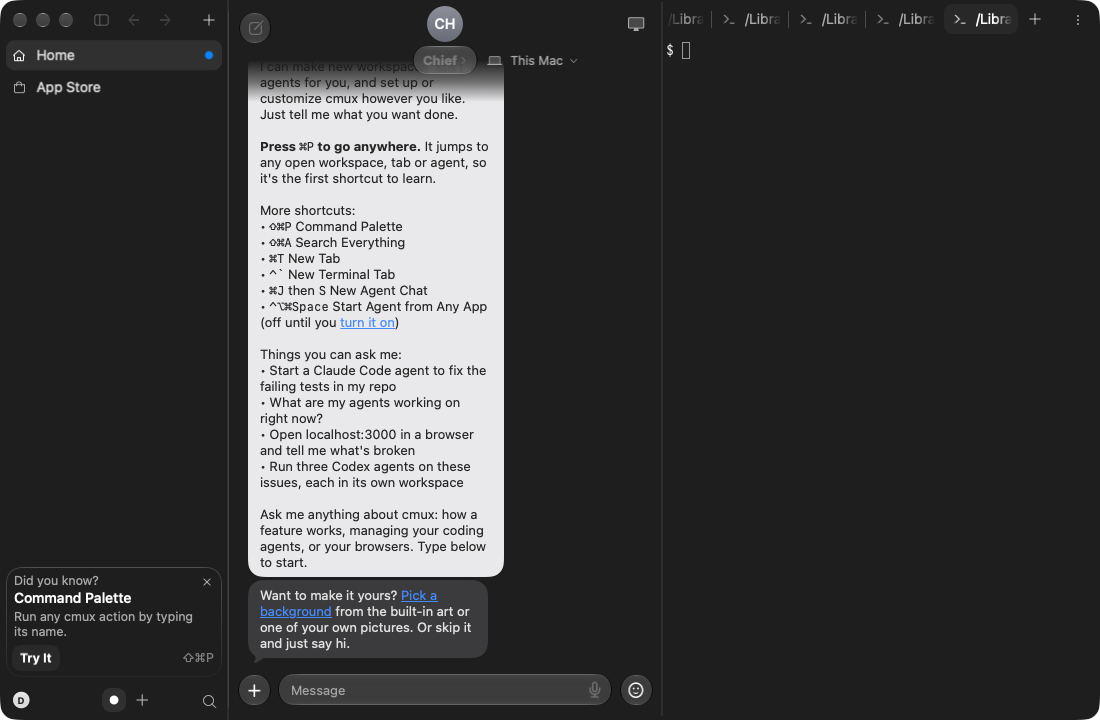 Home
App Store
Did you know?
Command Palette
Run any cmux action by typing
its name.
Try It
⇧⌘P
D
CH
Chief
This Mac
I can make new
agents for you, and set up or
customize cmux however you like.
Just tell me what you want done.
Press ⌘P to go anywhere. It jumps to
any open workspace, tab or agent, so
it's the first shortcut to learn.
More shortcuts:
• ⇧⌘P Command Palette
• ⇧⌘A Search Everything
• ⌘T New Tab
• ^` New Terminal Tab
• ⌘J then S New Agent Chat
• ^⌥⌘Space Start Agent from Any App
(off until you turn it on)
Things you can ask me:
• Start a Claude Code agent to fix the
failing tests in my repo
• What are my agents working on
right now?
• Open localhost:3000 in a browser
and tell me what's broken
• Run three Codex agents on these
issues, each in its own workspace
Ask me anything about cmux: how a
feature works, managing your coding
agents, or your browsers. Type below
to start.
Want to make it yours? Pick a
background from the built-in art or
one of your own pictures. Or skip it
and just say hi.
Message
/Libra
/Libra
/Libra
/Libra
/Libra
$